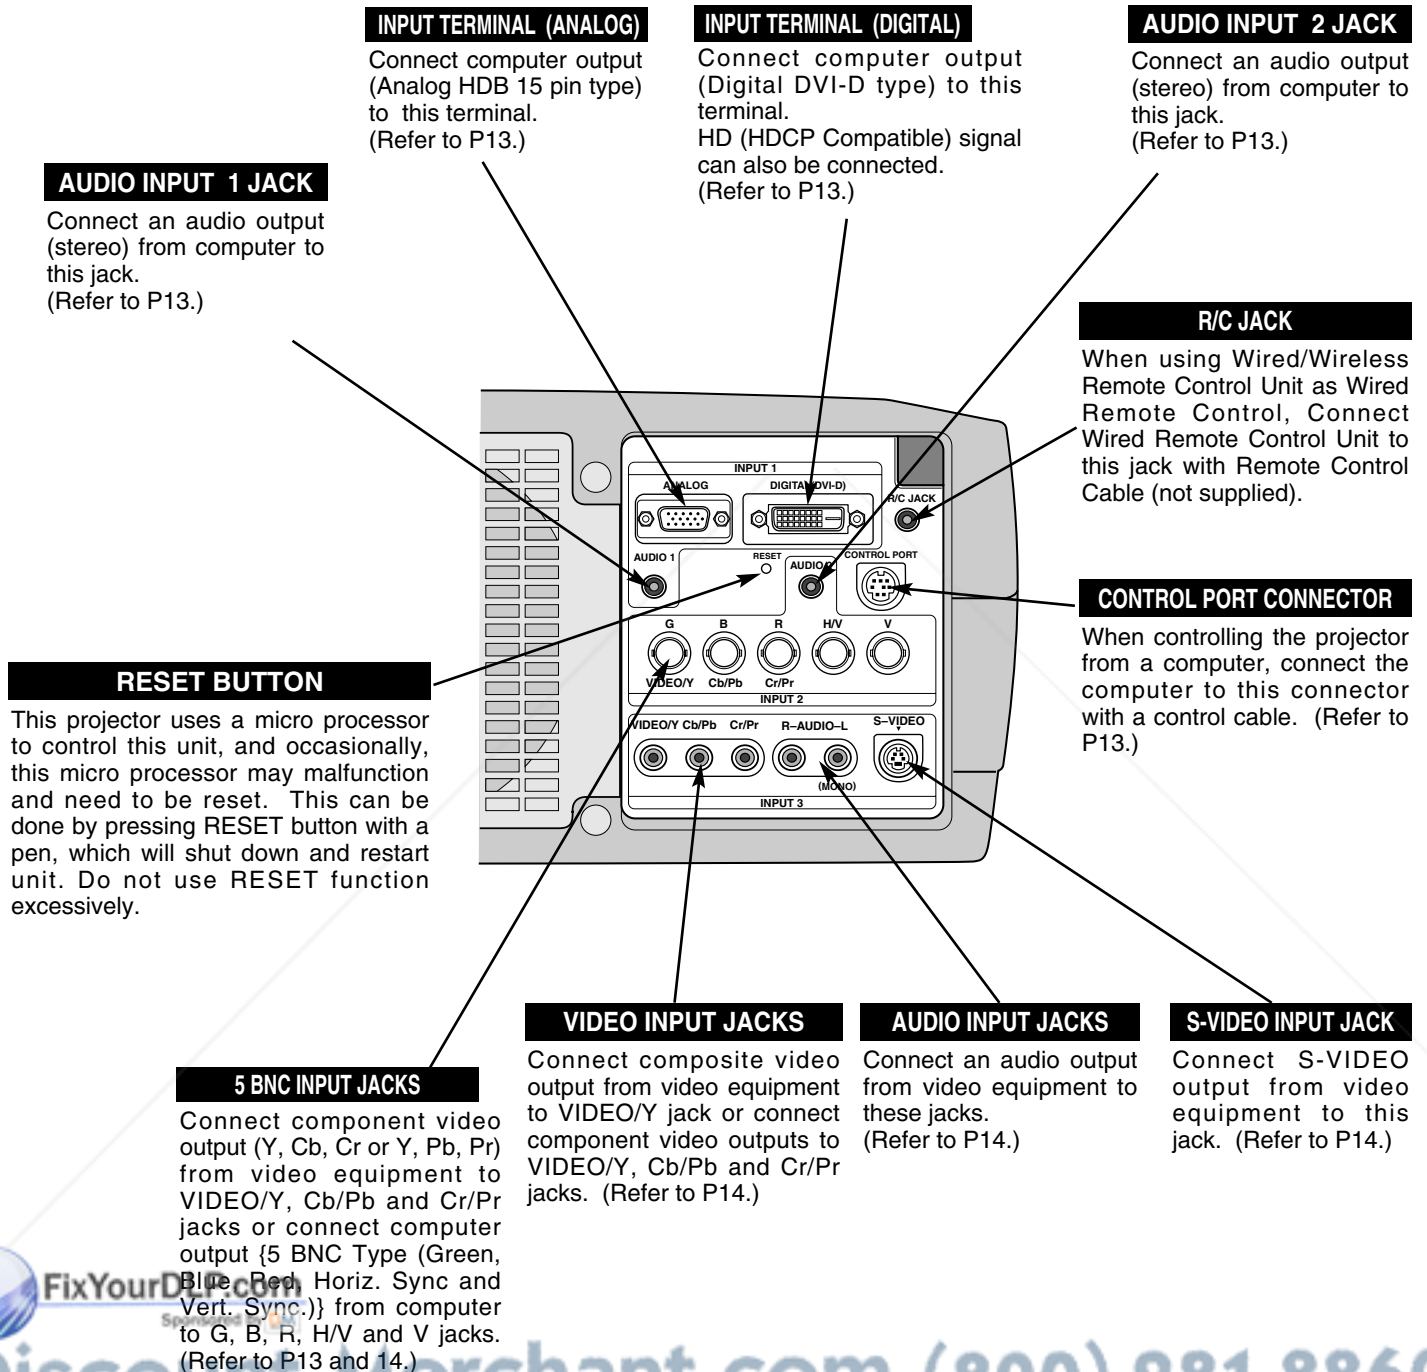 INPUT TERMINAL (ANALOG)
Connect computer output
(Analog HDB 15 pin type)
to this terminal.
(Refer to P13.)
INPUT TERMINAL (DIGITAL)
Connect computer output
(Digital DVI-D type) to this
terminal.
HD (HDCP Compatible) signal
can also be connected.
(Refer to P13.)
AUDIO INPUT 2 JACK
Connect an audio output
(stereo) from computer to
this jack.
(Refer to P13.)
AUDIO INPUT 1 JACK
Connect an audio output
(stereo) from computer to
this jack.
(Refer to P13.)
R/C JACK
When using Wired/Wireless
Remote Control Unit as Wired
Remote Control, Connect
Wired Remote Control Unit to
this jack with Remote Control
Cable (not supplied).
INPUT 1
ANALOG
DIGITAL(DVI-D)
R/C JACK
AUDIO 1
RESET
AUDIO 2
CONTROL PORT
G B R H/V V
VIDEO/Y Cb/Pb Cr/Pr
INPUT 2
VIDEO/Y Cb/Pb Cr/Pr R–AUDIO–L S–VIDEO
(MONO)
INPUT 3
CONTROL PORT CONNECTOR
When controlling the projector
from a computer, connect the
computer to this connector
with a control cable. (Refer to
P13.)
RESET BUTTON
This projector uses a micro processor
to control this unit, and occasionally,
this micro processor may malfunction
and need to be reset. This can be
done by pressing RESET button with a
pen, which will shut down and restart
unit. Do not use RESET function
excessively.
5 BNC INPUT JACKS
Connect component video
output (Y, Cb, Cr or Y, Pb, Pr)
from video equipment to
VIDEO/Y, Cb/Pb and Cr/Pr
jacks or connect computer
output {5 BNC Type (Green,
Blue, Red, Horiz. Sync and
Vert. Sync.)} from computer
to G, B, R, H/V and V jacks.
(Refer to P13 and 14.)
VIDEO INPUT JACKS
Connect composite video
output from video equipment
to VIDEO/Y jack or connect
component video outputs to
VIDEO/Y, Cb/Pb and Cr/Pr
jacks. (Refer to P14.)
AUDIO INPUT JACKS
Connect an audio output
from video equipment to
these jacks.
(Refer to P14.)
S-VIDEO INPUT JACK
Connect S-VIDEO
output from video
equipment to this
jack. (Refer to P14.)
FixYourDLP.com
Sponsored by DM